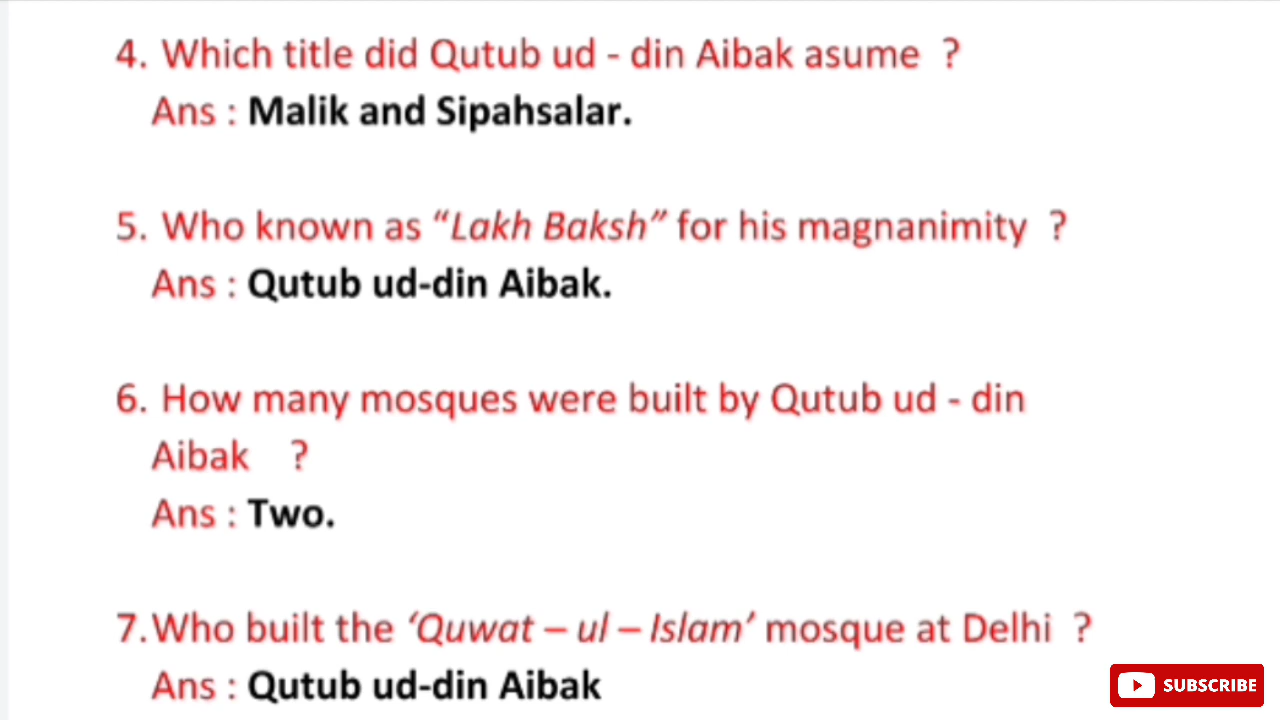 4. Which title did Qutub ud - din Aibak asume ?
Ans : Malik and Sipahsalar.
5. Who known as “Lakh Baksh” for his magnanimity ?
Ans : Qutub ud-din Aibak.
6. How many mosques were built by Qutub ud - din
Aibak ?
Ans : Two.
7.Who built the ‘Quwat – ul – Islam’ mosque at Delhi ?
Ans : Qutub ud-din Aibak
SUBSCRIBE